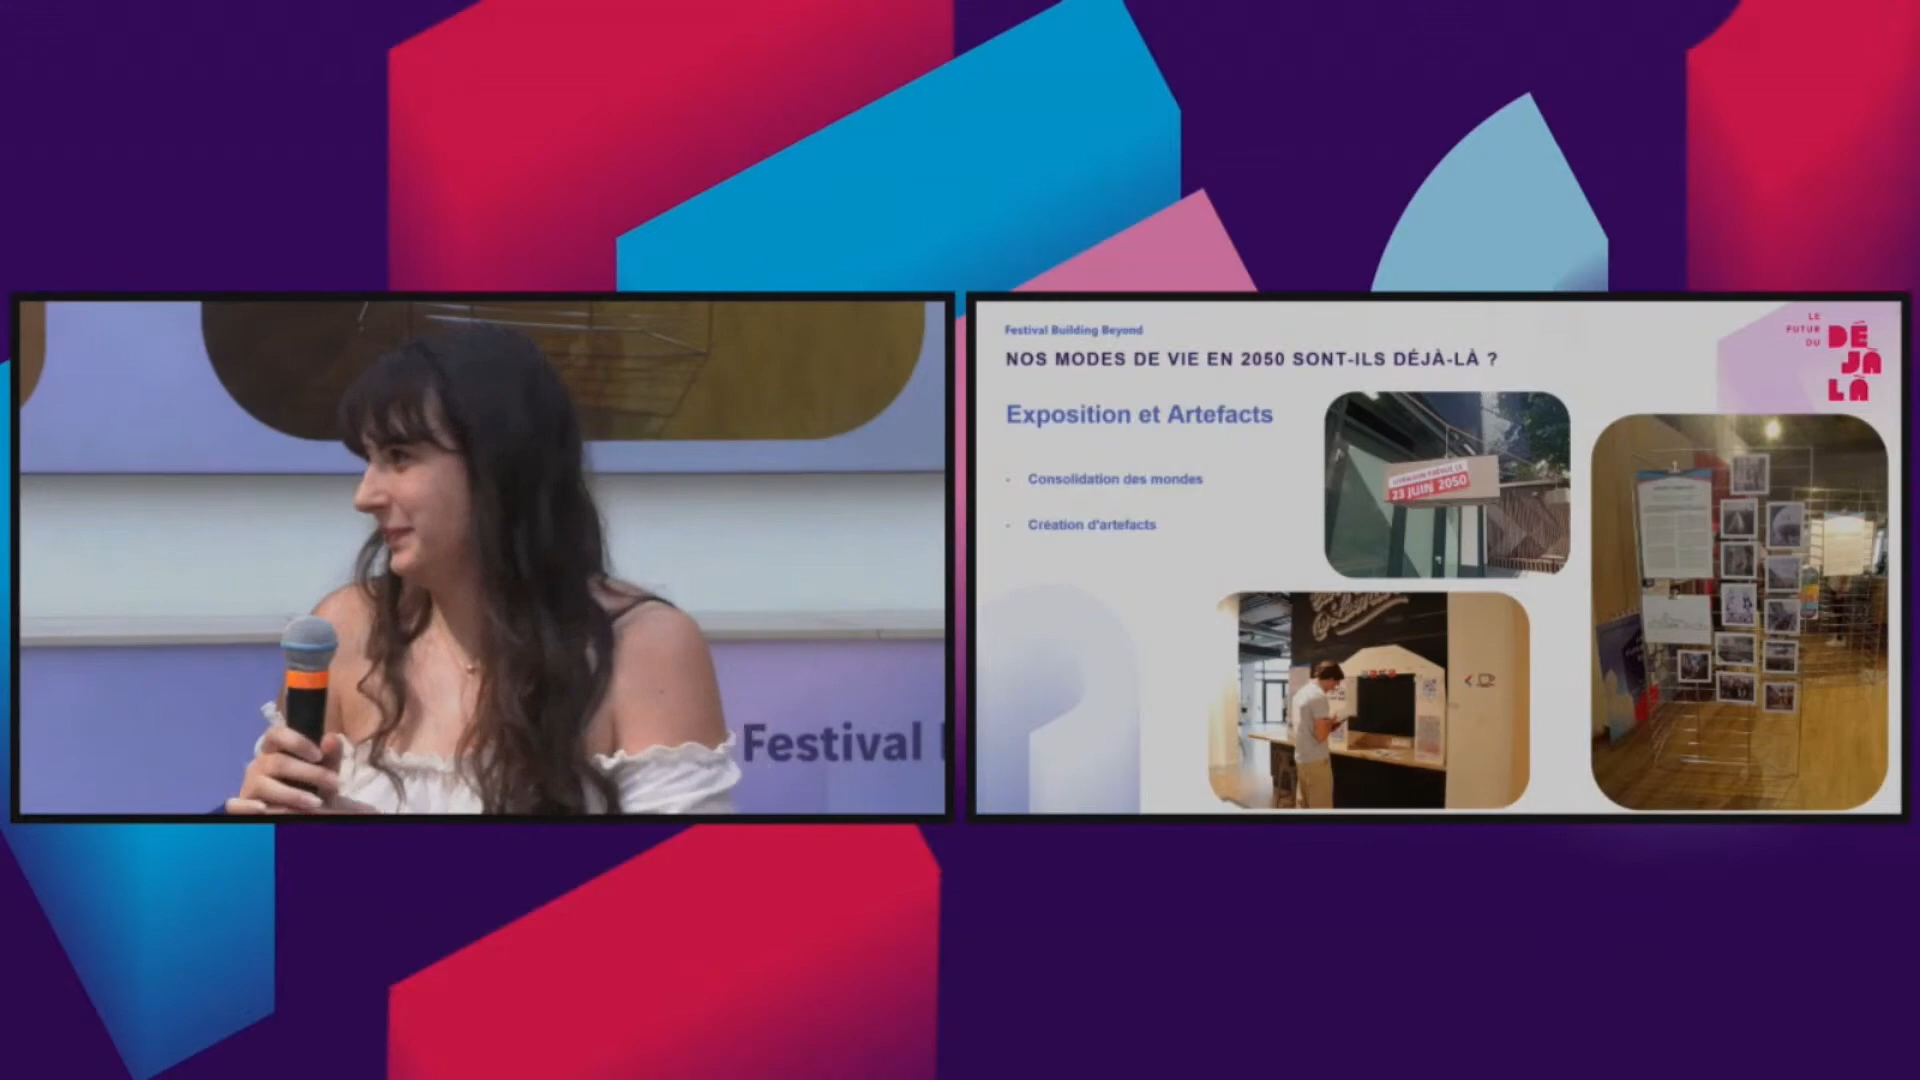 Festival
Festival Building Beyond
NOS MODES DE VIE EN 2050 SONT-ILS DÉJÀ-LÀ ?
LE
FUTUR
DU
DÉ
JÀ
LÀ
Exposition et Artefacts
- Consolidation des mondes
- Création d'artefacts
23 JUIN 2050